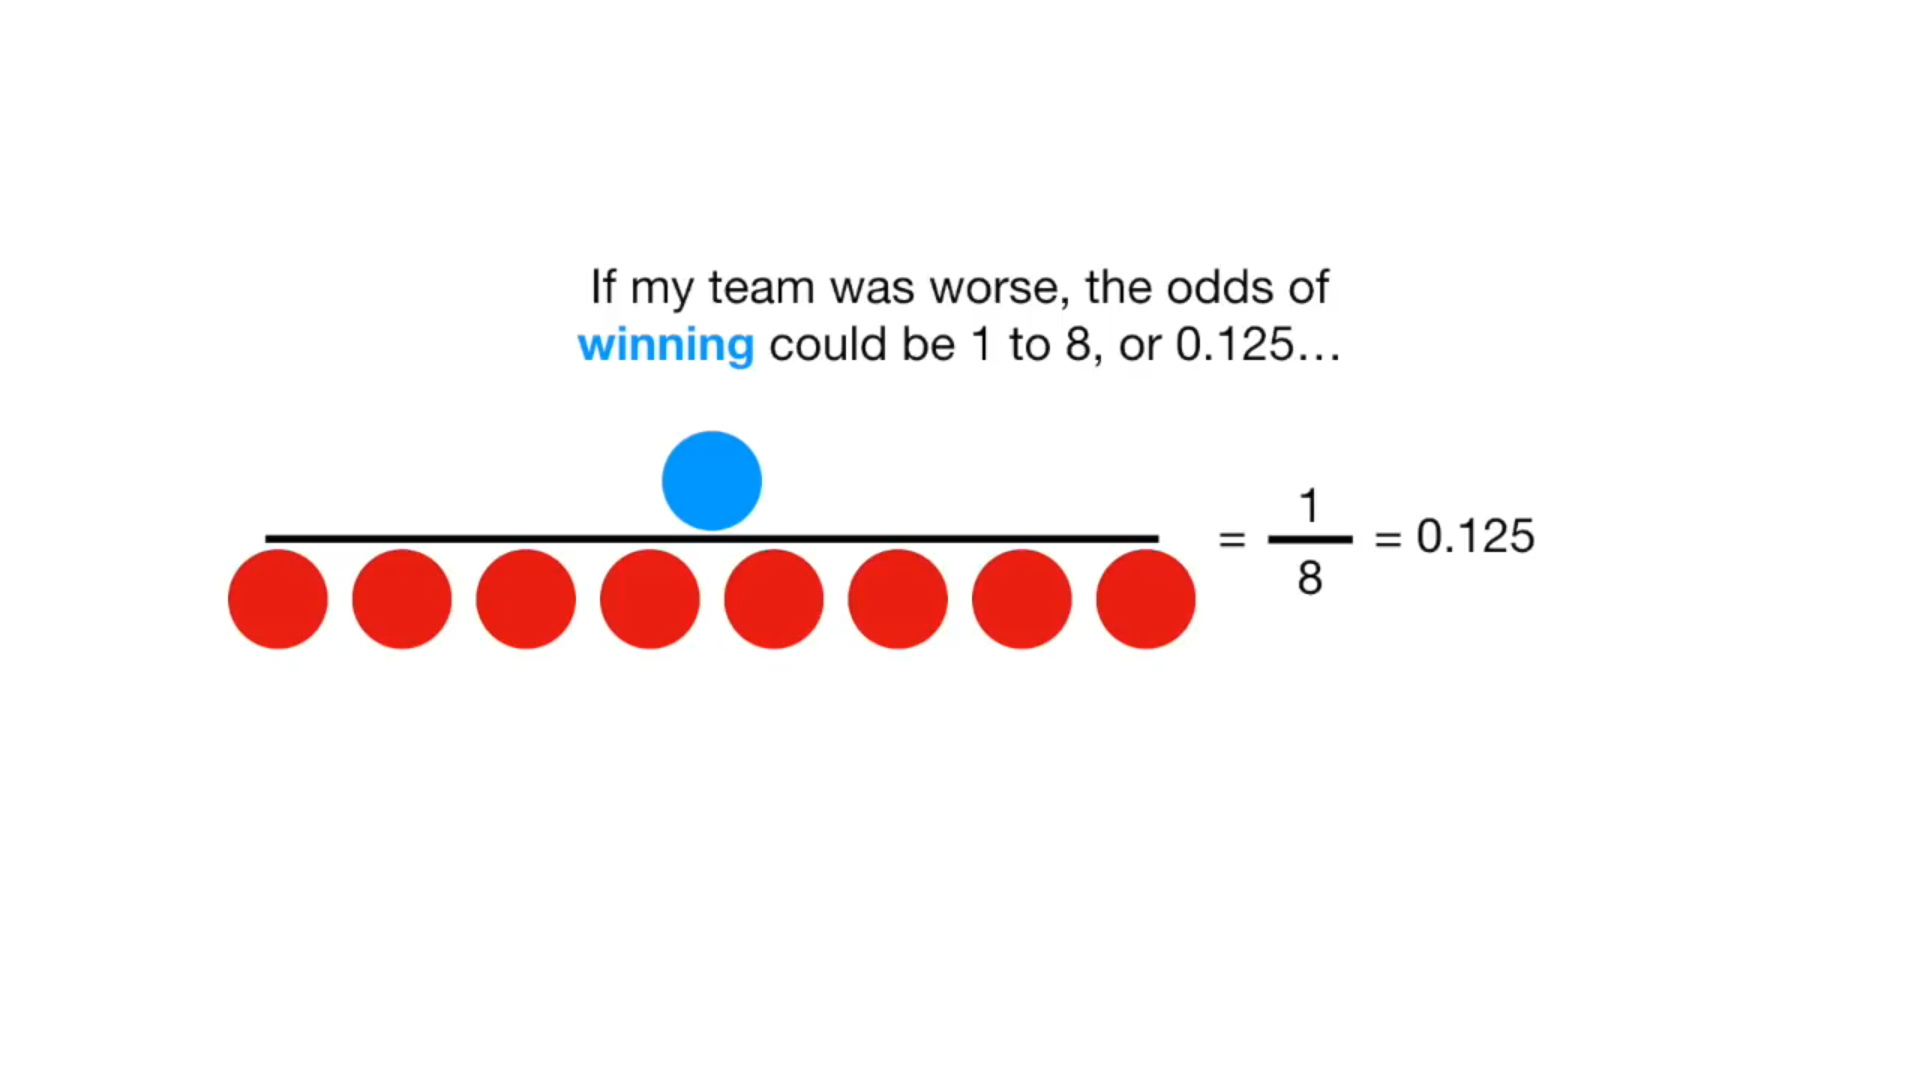 If my team was worse, the odds of
winning could be 1 to 8, or 0.125...
= 1/8 = 0.125